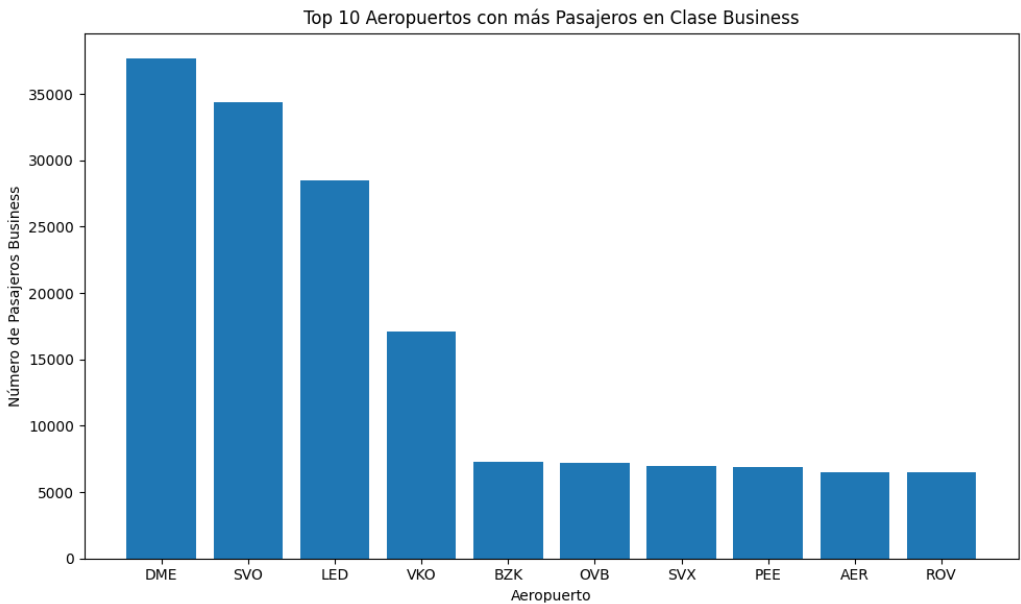 Top 10 Aeropuertos con más Pasajeros en Clase Business
Número de Pasajeros Business
35000
30000
25000
20000
15000
10000
5000
0
DME SVO LED VKO BZK OVB SVX PEE AER ROV
Aeropuerto